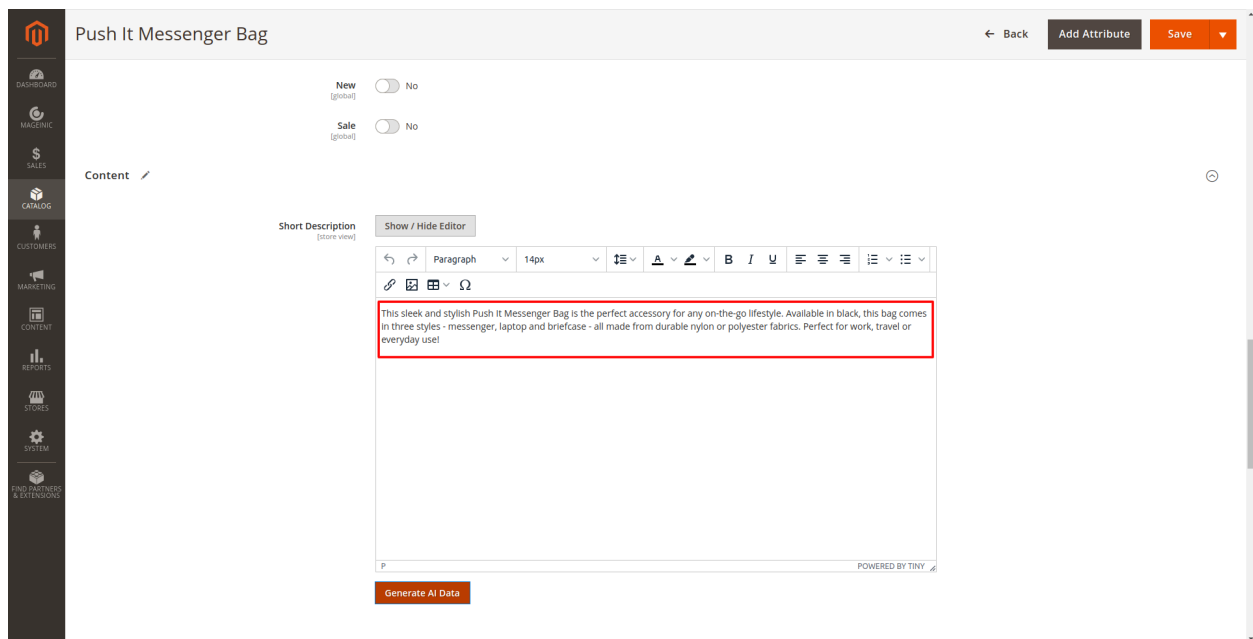 Push It Messenger Bag
← Back
Add Attribute
Save
DASHBOARD
MAGEINIC
$
SALES
CATALOG
CUSTOMERS
MARKETING
CONTENT
REPORTS
STORES
SYSTEM
FIND PARTNERS
& EXTENSIONS
New
[global]
No
Sale
[global]
No
Content
Short Description
[store view]
Show / Hide Editor
Paragraph
14px
A
B I U
Ω
This sleek and stylish Push It Messenger Bag is the perfect accessory for any on-the-go lifestyle. Available in black, this bag comes
in three styles - messenger, laptop and briefcase - all made from durable nylon or polyester fabrics. Perfect for work, travel or
everyday use!
P
POWERED BY TINY
Generate AI Data